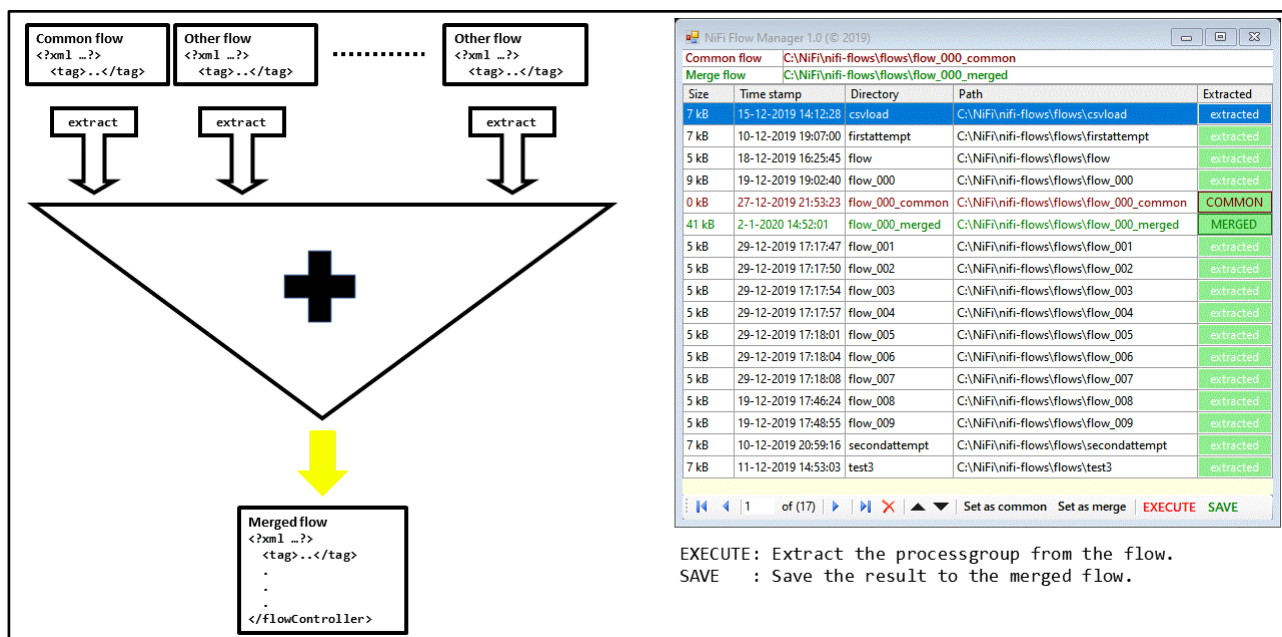 Common flow
<?xml …?>
<tag>..</tag>
Other flow
<?xml …?>
<tag>..</tag>
Other flow
<?xml …?>
<tag>..</tag>
extract
extract
extract
Merged flow
<?xml …?>
<tag>..</tag>
.
.
.
</flowController>
NiFi Flow Manager 1.0 (© 2019)
Common flow C:\NiFi\nifi-flows\flows\flow_000_common
Merge flow C:\NiFi\nifi-flows\flows\flow_000_merged
Size Time stamp Directory Path Extracted
7 kB 15-12-2019 14:12:28 csvload C:\NiFi\nifi-flows\flows\csvload extracted
7 kB 10-12-2019 19:07:00 firstattempt C:\NiFi\nifi-flows\flows\firstattempt extracted
5 kB 18-12-2019 16:25:45 flow C:\NiFi\nifi-flows\flows\flow extracted
9 kB 19-12-2019 19:02:40 flow_000 C:\NiFi\nifi-flows\flows\flow_000 extracted
0 kB 27-12-2019 21:53:23 flow_000_common C:\NiFi\nifi-flows\flows\flow_000_common COMMON
41 kB 2-1-2020 14:52:01 flow_000_merged C:\NiFi\nifi-flows\flows\flow_000_merged MERGED
5 kB 29-12-2019 17:17:47 flow_001 C:\NiFi\nifi-flows\flows\flow_001 extracted
5 kB 29-12-2019 17:17:50 flow_002 C:\NiFi\nifi-flows\flows\flow_002 extracted
5 kB 29-12-2019 17:17:54 flow_003 C:\NiFi\nifi-flows\flows\flow_003 extracted
5 kB 29-12-2019 17:17:57 flow_004 C:\NiFi\nifi-flows\flows\flow_004 extracted
5 kB 29-12-2019 17:18:01 flow_005 C:\NiFi\nifi-flows\flows\flow_005 extracted
5 kB 29-12-2019 17:18:04 flow_006 C:\NiFi\nifi-flows\flows\flow_006 extracted
5 kB 29-12-2019 17:18:08 flow_007 C:\NiFi\nifi-flows\flows\flow_007 extracted
5 kB 19-12-2019 17:46:24 flow_008 C:\NiFi\nifi-flows\flows\flow_008 extracted
5 kB 19-12-2019 17:48:55 flow_009 C:\NiFi\nifi-flows\flows\flow_009 extracted
7 kB 10-12-2019 20:59:16 secondattempt C:\NiFi\nifi-flows\flows\secondattempt extracted
7 kB 11-12-2019 14:53:03 test3 C:\NiFi\nifi-flows\flows\test3 extracted
1 of (17) Set as common Set as merge EXECUTE SAVE
EXECUTE: Extract the processgroup from the flow.
SAVE : Save the result to the merged flow.